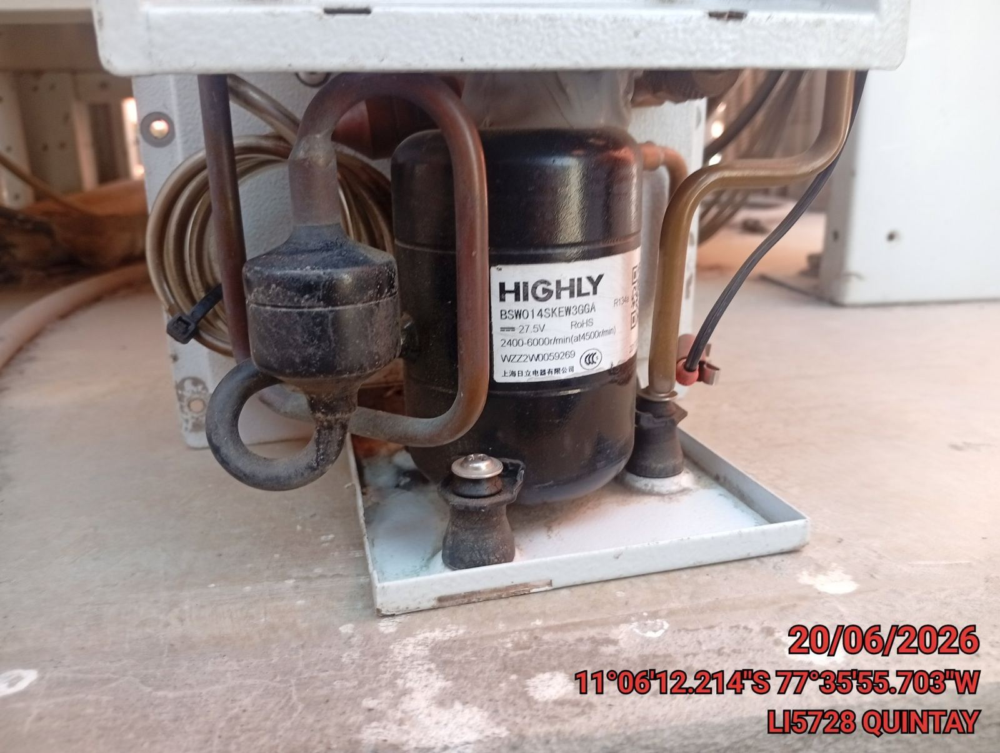 HIGHLY
BSW014SKEW3GGA
R134a
⎓ 27.5V RoHS
2400-6000r/min(at4500r/min)
WZZ2W0059269
CCC S
上海日立电器有限公司
20/06/2026
11°06'12.214"S 77°35'55.703"W
LI5728 QUINTAY